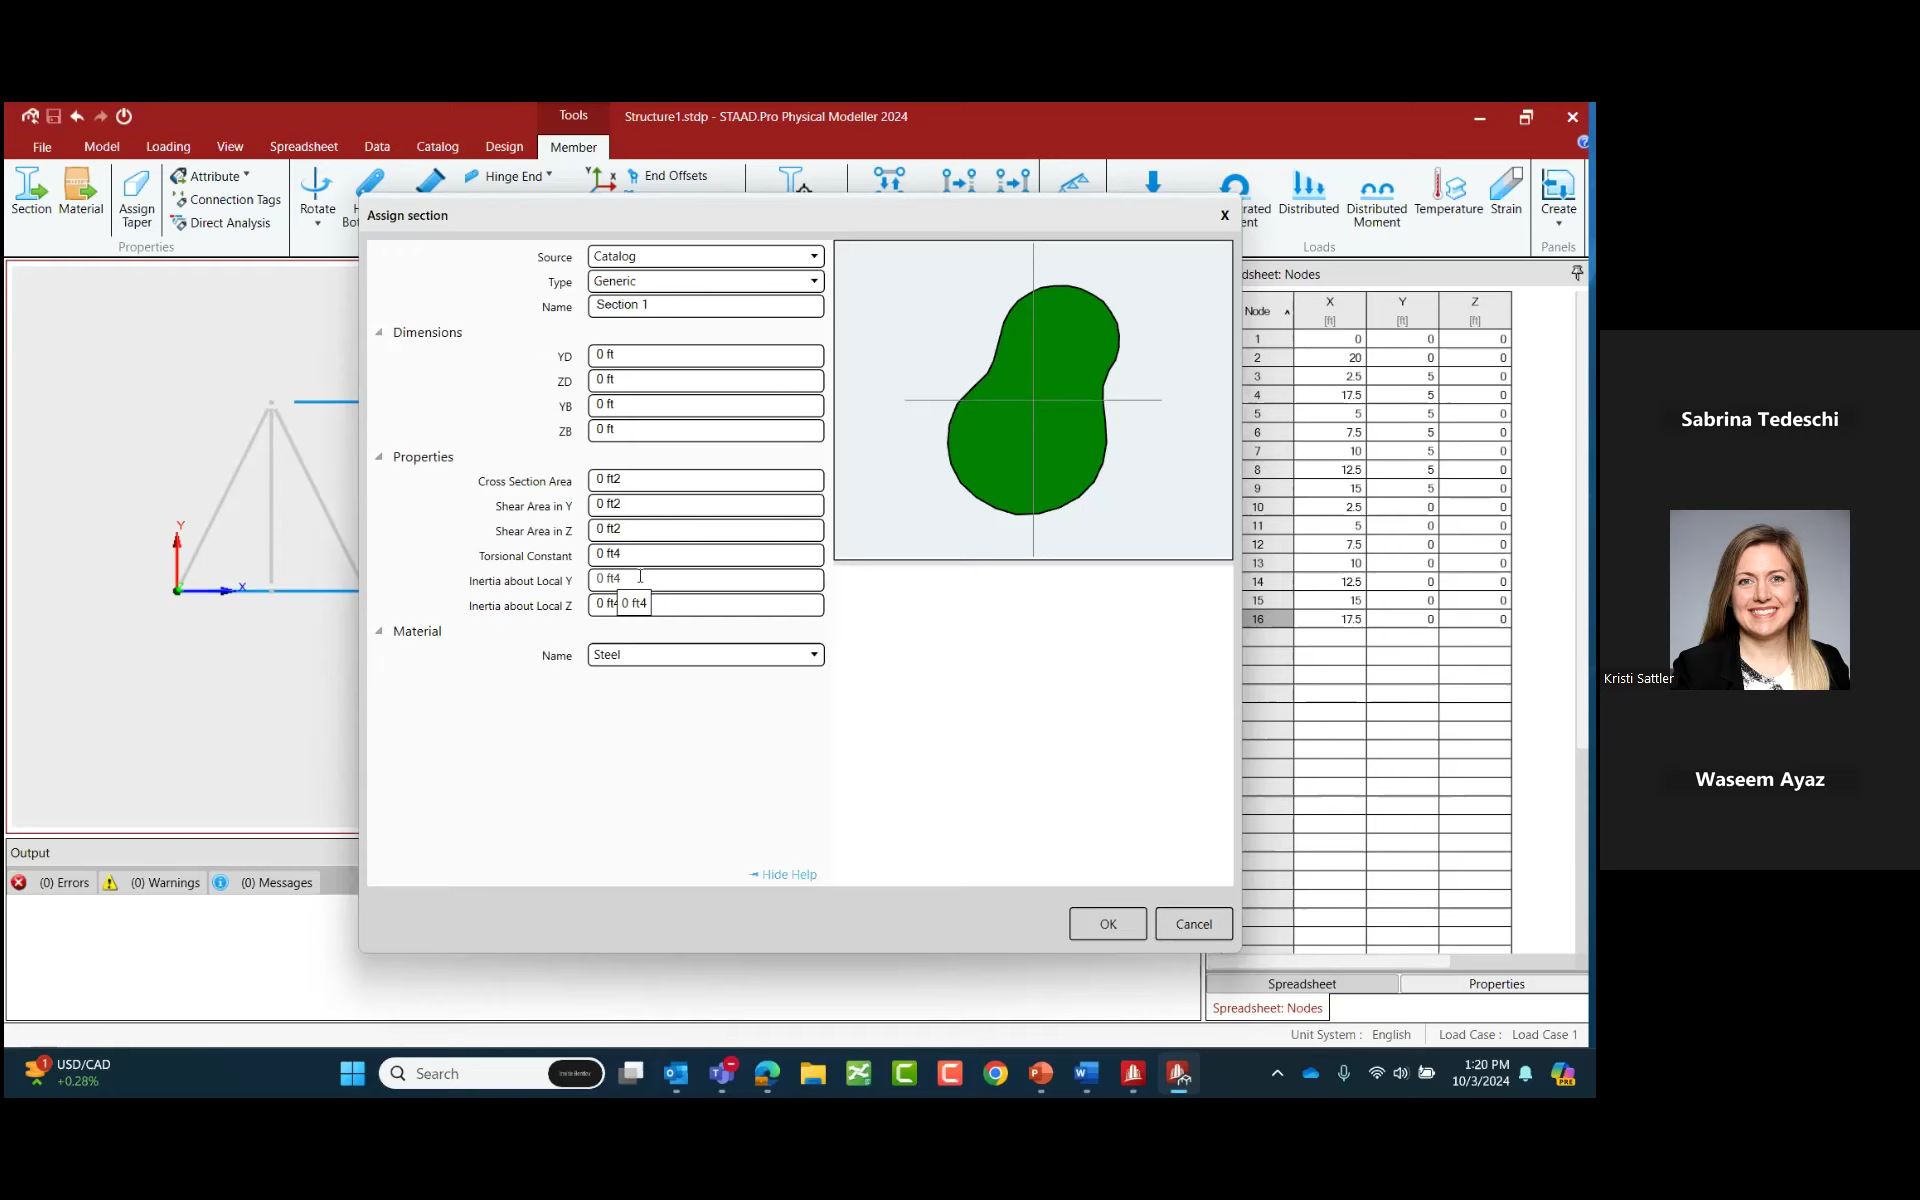 Tools
Structure1.stdp - STAAD.Pro Physical Modeller 2024
File Model Loading View Spreadsheet Data Catalog Design Member
Section
Material
Assign
Taper
Attribute
Connection Tags
Direct Analysis
Properties
Rotate
Hinge End
End Offsets
Distributed
Distributed
Moment
Temperature
Strain
Loads
Create
Panels
Assign section
X
Source Catalog
Type Generic
Name Section 1
Dimensions
YD 0 ft
ZD 0 ft
YB 0 ft
ZB 0 ft
Properties
Cross Section Area 0 ft2
Shear Area in Y 0 ft2
Shear Area in Z 0 ft2
Torsional Constant 0 ft4
Inertia about Local Y 0 ft4
Inertia about Local Z 0 ft4
0 ft4
Material
Name Steel
Hide Help
OK Cancel
Y
X
dsheet: Nodes
Node X Y Z
[ft] [ft] [ft]
1 0 0 0
2 20 0 0
3 2.5 5 0
4 17.5 5 0
5 5 5 0
6 7.5 5 0
7 10 5 0
8 12.5 5 0
9 15 5 0
10 2.5 0 0
11 5 0 0
12 7.5 0 0
13 10 0 0
14 12.5 0 0
15 15 0 0
16 17.5 0 0
Spreadsheet Properties
Spreadsheet: Nodes
Output
(0) Errors (0) Warnings (0) Messages
Unit System : English Load Case : Load Case 1
1
USD/CAD
+0.28%
Search
1:20 PM
10/3/2024
PRE
Sabrina Tedeschi
Kristi Sattler
Waseem Ayaz